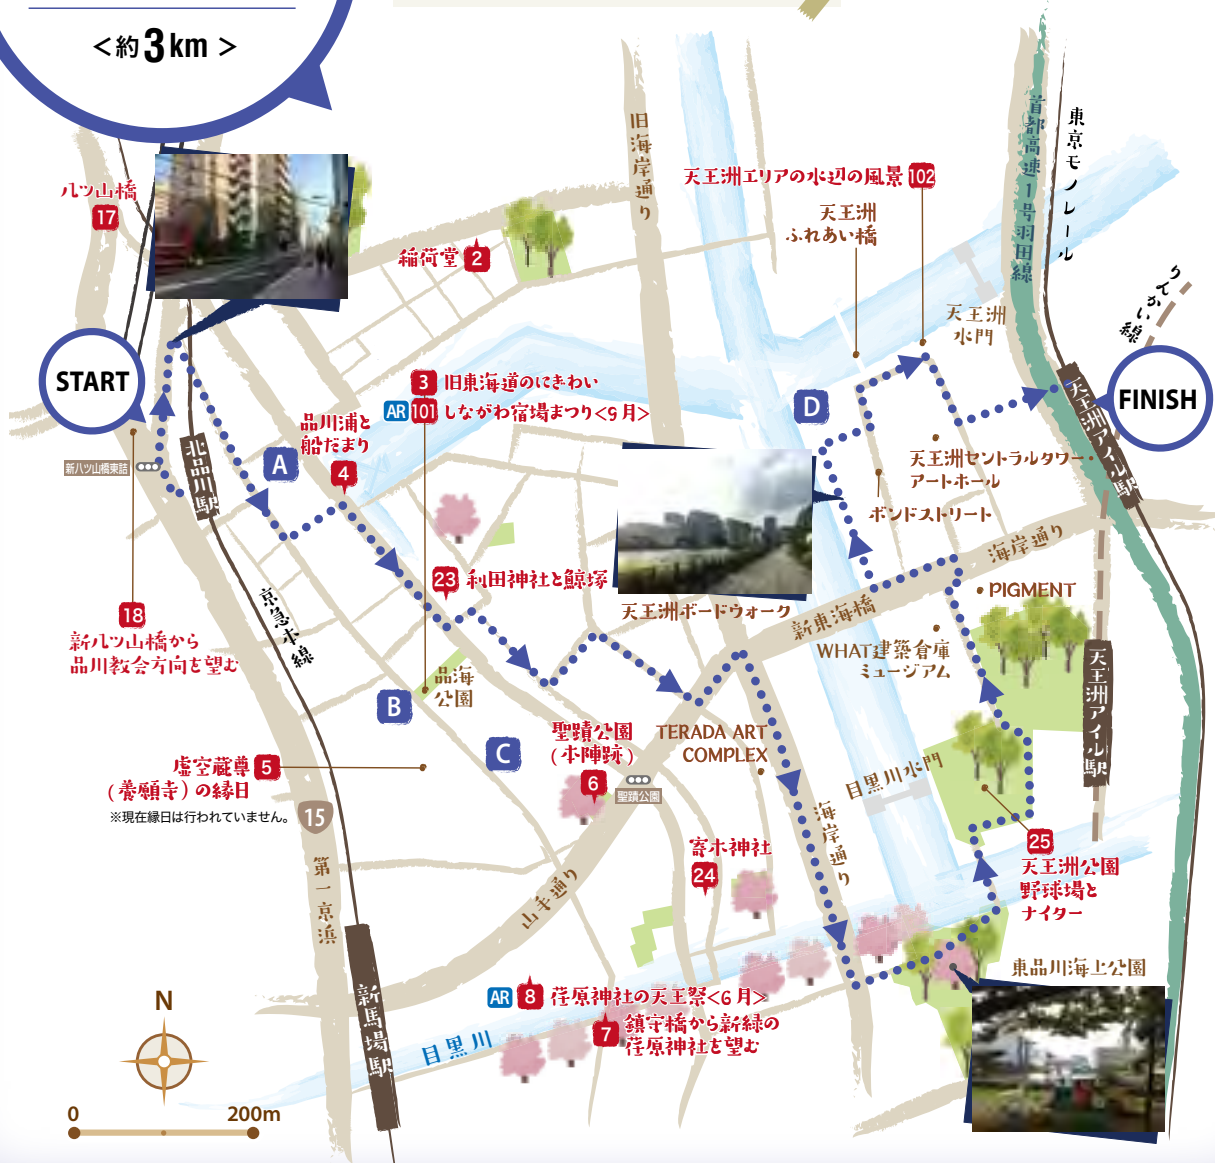 <約3km>
八ツ山橋
17
START
新八ツ山橋東詰
北品川駅
稲荷堂 2
旧海岸通り
天王洲エリアの水辺の風景 102
天王洲
ふれあい橋
首都高速1号羽田線
東京モノレール
りんかい線
天王洲
水門
FINISH
天王洲アイル駅
3 旧東海道のにぎわい
AR 101 しながわ宿場まつり<9月>
品川浦と
船だまり
4
A
D
天王洲セントラルタワー
アートホール
ボンドストリート
海岸通り
23 利田神社と鯨塚
天王洲ボードウォーク
新東海橋
PIGMENT
WHAT建築倉庫
ミュージアム
天王洲アイル駅
京急本線
18
新八ツ山橋から
品川教会方向を望む
品海
公園
B
C
聖蹟公園
(本陣跡)
6
聖蹟公園
TERADA ART
COMPLEX
目黒川水門
虚空蔵尊 5
(養願寺)の縁日
※現在縁日は行われていません。
15
第一京浜
海岸通り
寄木神社
24
山手通り
25
天王洲公園
野球場と
ナイター
東品川海上公園
新馬場駅
AR 8 荏原神社の天王祭<6月>
7 鎮守橋から新緑の
荏原神社を望む
目黒川
N
0 200m